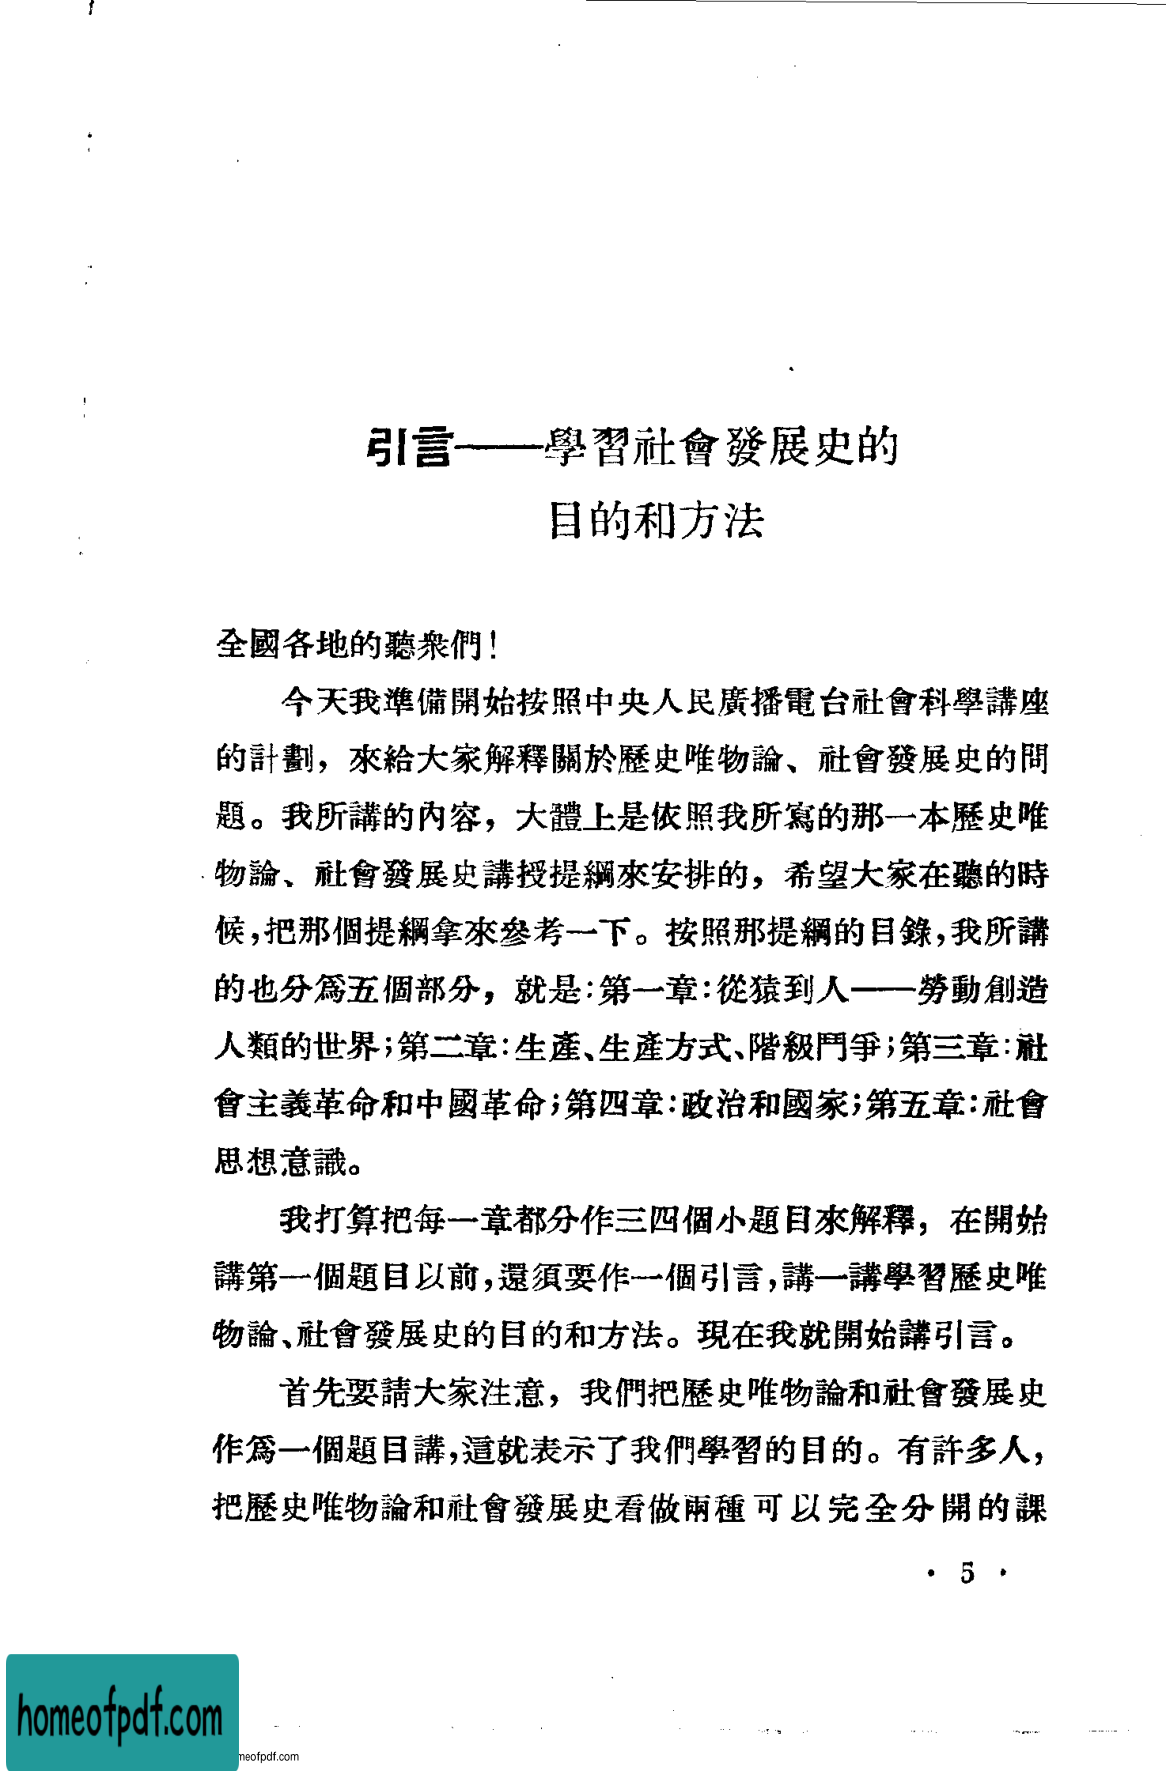 引言——學習社會發展史的
目的和方法
全國各地的聽衆們！
今天我準備開始按照中央人民廣播電台社會科學講座
的計劃，來給大家解釋關於歷史唯物論、社會發展史的問
題。我所講的內容，大體上是依照我所寫的那一本歷史唯
物論、社會發展史講授提綱來安排的，希望大家在聽的時
候，把那個提綱拿來參考一下。按照那提綱的目錄，我所講
的也分爲五個部分，就是：第一章：從猿到人——勞動創造
人類的世界；第二章：生產、生產方式、階級鬥爭；第三章：社
會主義革命和中國革命；第四章：政治和國家；第五章：社會
思想意識。
我打算把每一章都分作三四個小題目來解釋，在開始
講第一個題目以前，還須要作一個引言，講一講學習歷史唯
物論、社會發展史的目的和方法。現在我就開始講引言。
首先要請大家注意，我們把歷史唯物論和社會發展史
作爲一個題目講，這就表示了我們學習的目的。有許多人，
把歷史唯物論和社會發展史看做兩種可以完全分開的課
· 5 ·
homeofpdf.com
meofpdf.com